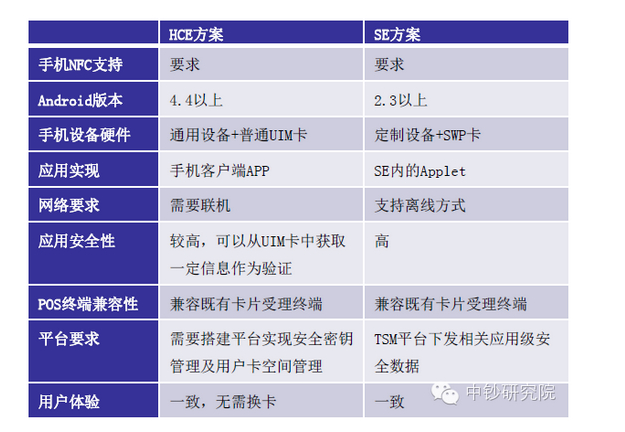 HCE方案 SE方案
手机NFC支持 要求 要求
Android版本 4.4以上 2.3以上
手机设备硬件 通用设备+普通UIM卡 定制设备+SWP卡
应用实现 手机客户端APP SE内的Applet
网络要求 需要联机 支持离线方式
应用安全性 较高，可以从UIM卡中获取 高
一定信息作为验证
POS终端兼容性 兼容既有卡片受理终端 兼容既有卡片受理终端
平台要求 需要搭建平台实现安全密钥 TSM平台下发相关应用级安
管理及用户卡空间管理 全数据
用户体验 一致，无需换卡 一致
中钞研究院